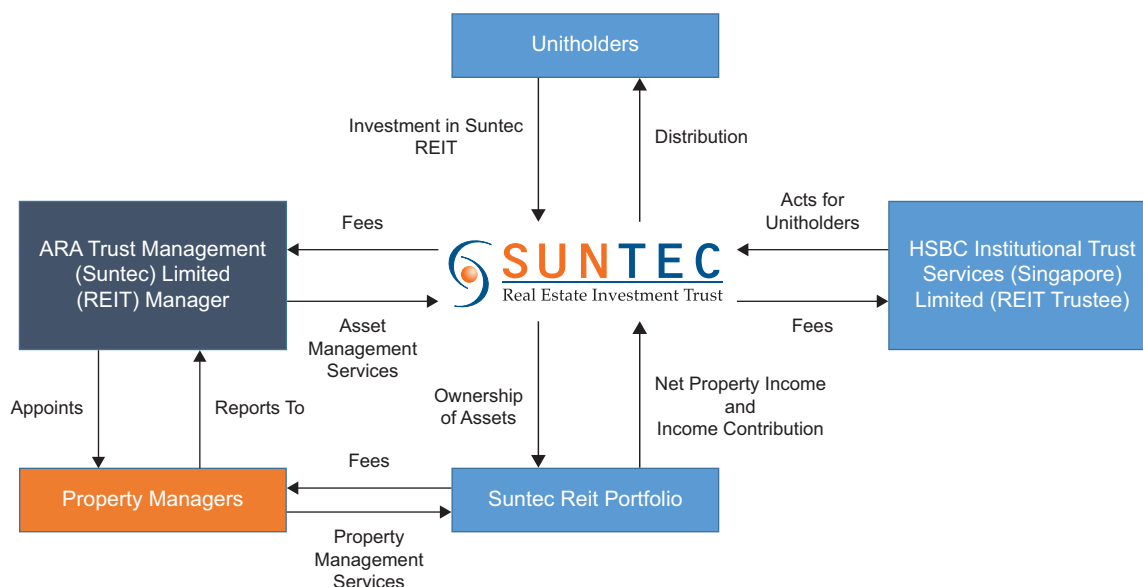 Unitholders
Investment in Suntec
REIT
Distribution
ARA Trust Management
(Suntec) Limited
(REIT) Manager
Fees
Asset
Management
Services
SUNTEC
Real Estate Investment Trust
Acts for
Unitholders
Fees
HSBC Institutional Trust
Services (Singapore)
Limited (REIT Trustee)
Appoints
Reports To
Ownership
of Assets
Net Property Income
and
Income Contribution
Property Managers
Fees
Property
Management
Services
Suntec Reit Portfolio